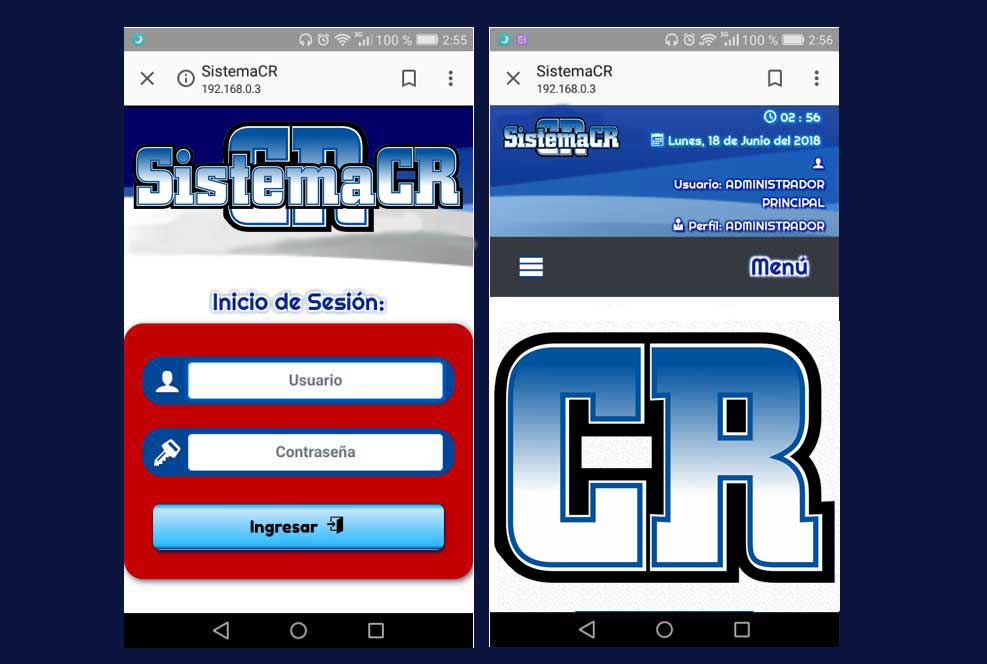 3G 100 % 2:55
SistemaCR
192.168.0.3
SistemaCR
CR
Inicio de Sesión:
Usuario
Contraseña
Ingresar
3G 100 % 2:56
SistemaCR
192.168.0.3
SistemaCR
CR
02 : 56
Lunes, 18 de Junio del 2018
Usuario: ADMINISTRADOR
PRINCIPAL
Perfil: ADMINISTRADOR
Menú
CR